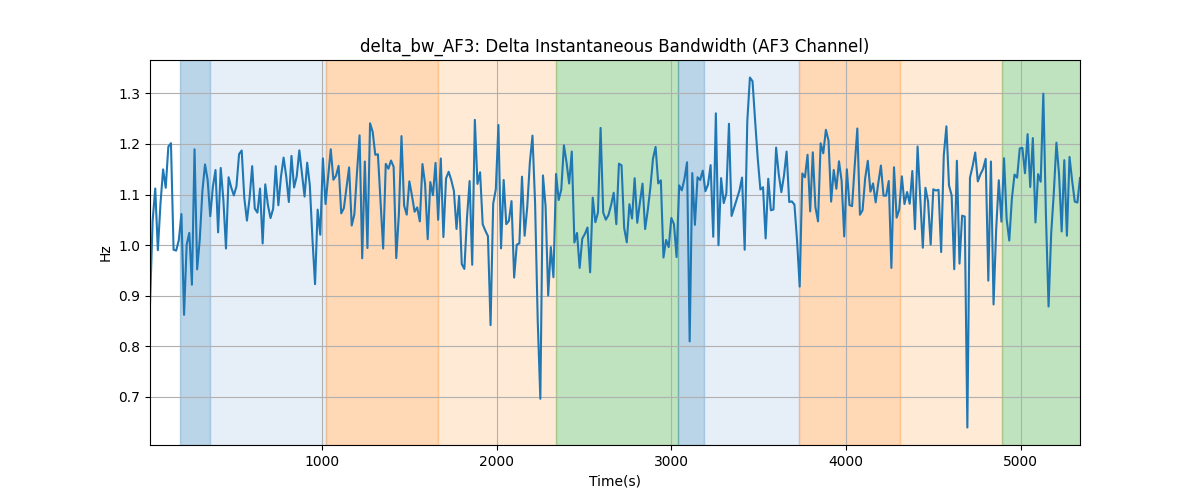 delta_bw_AF3: Delta Instantaneous Bandwidth (AF3 Channel)
1.3
1.2
1.1
1.0
0.9
0.8
0.7
Hz
1000 2000 3000 4000 5000
Time(s)